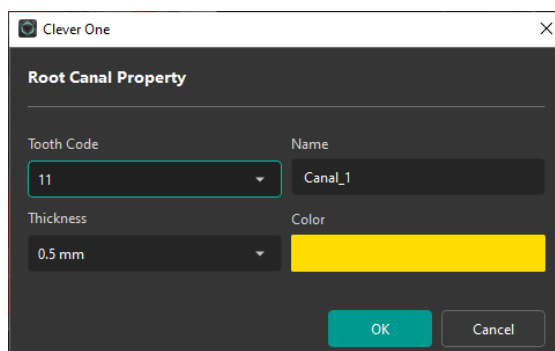 Clever One
Root Canal Property
Tooth Code
Name
11
Canal_1
Thickness
Color
0.5 mm
OK
Cancel